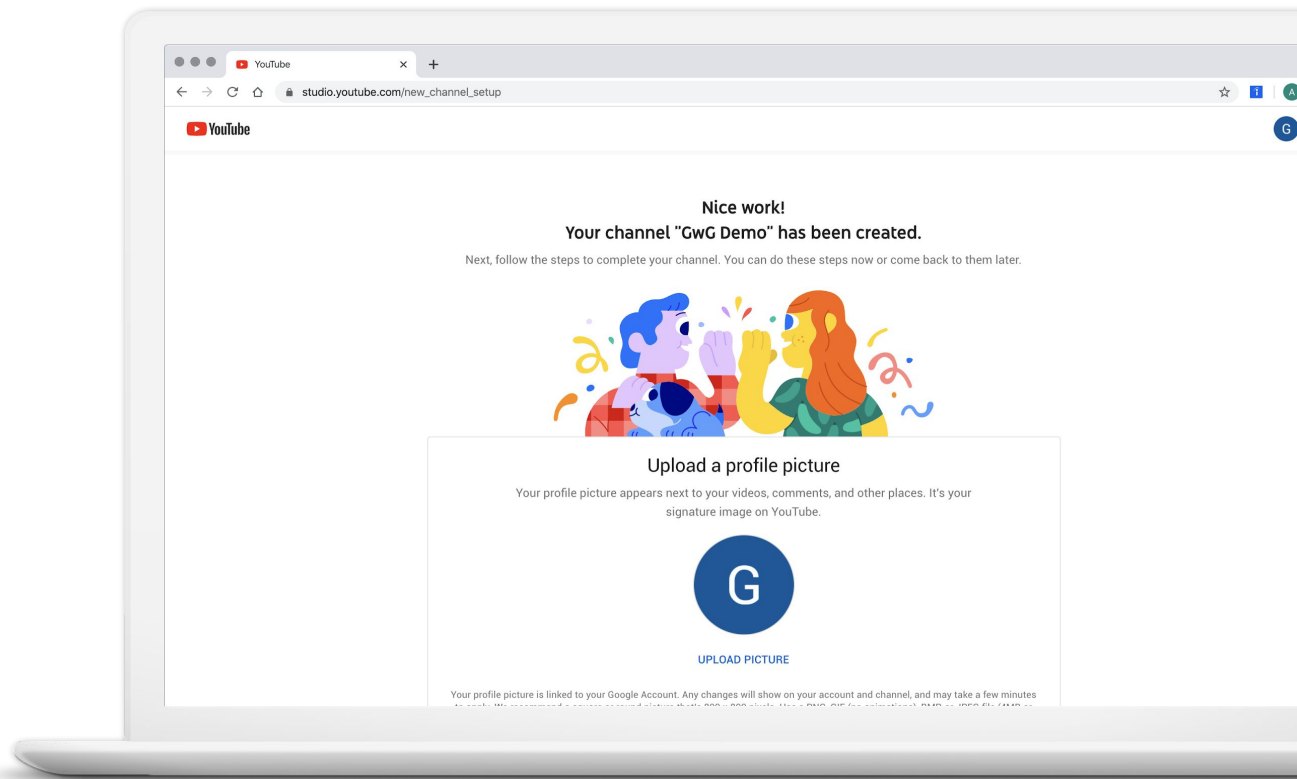 YouTube
studio.youtube.com/new_channel_setup
A
YouTube
G
Nice work!
Your channel "GwG Demo" has been created.
Next, follow the steps to complete your channel. You can do these steps now or come back to them later.
Upload a profile picture
Your profile picture appears next to your videos, comments, and other places. It's your
signature image on YouTube.
G
UPLOAD PICTURE
Your profile picture is linked to your Google Account. Any changes will show on your account and channel, and may take a few minutes